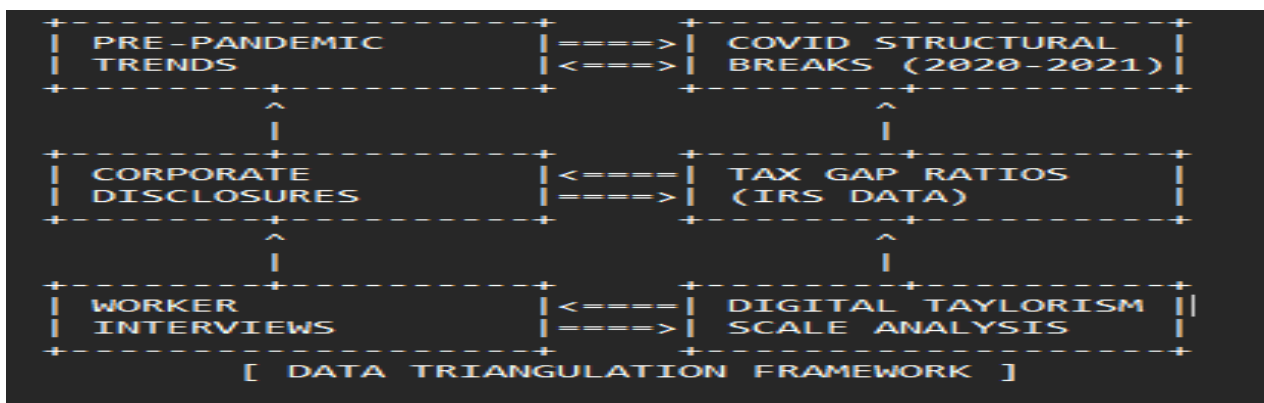 PRE-PANDEMIC |====>| COVID STRUCTURAL
TRENDS |<===>| BREAKS (2020-2021)
CORPORATE |<====| TAX GAP RATIOS
DISCLOSURES |====>| (IRS DATA)
WORKER |<====| DIGITAL TAYLORISM
INTERVIEWS |====>| SCALE ANALYSIS
[ DATA TRIANGULATION FRAMEWORK ]